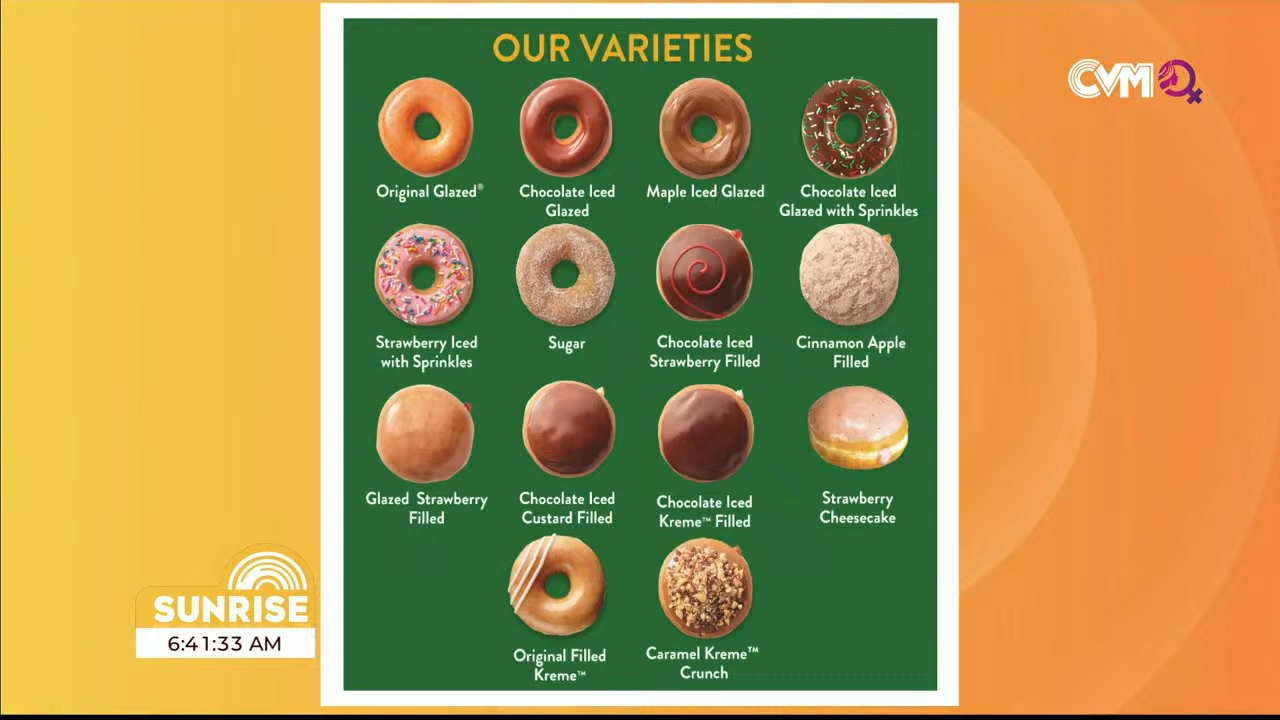 OUR VARIETIES
CVM
Original Glazed®
Chocolate Iced
Glazed
Maple Iced Glazed
Chocolate Iced
Glazed with Sprinkles
Strawberry Iced
with Sprinkles
Sugar
Chocolate Iced
Strawberry Filled
Cinnamon Apple
Filled
Glazed Strawberry
Filled
Chocolate Iced
Custard Filled
Chocolate Iced
Kreme™ Filled
Strawberry
Cheesecake
Original Filled
Kreme™
Caramel Kreme™
Crunch
SUNRISE
6:41:33 AM